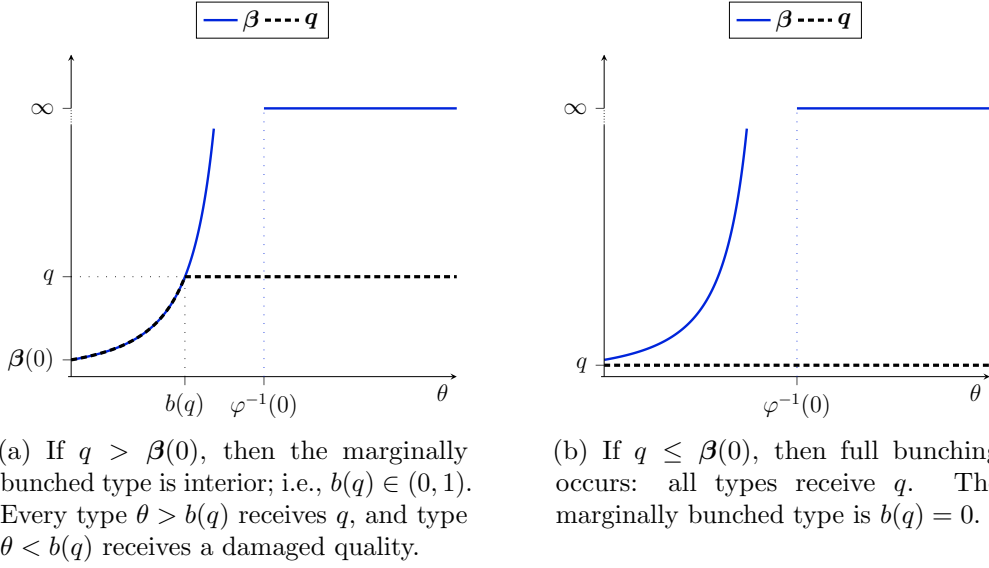 β q
∞
q
β(0)
b(q) φ⁻¹(0) θ
(a) If q > β(0), then the marginally
bunched type is interior; i.e., b(q) ∈ (0, 1).
Every type θ > b(q) receives q, and type
θ < b(q) receives a damaged quality.
β q
∞
q
φ⁻¹(0) θ
(b) If q ≤ β(0), then full bunching
occurs: all types receive q. The
marginally bunched type is b(q) = 0.